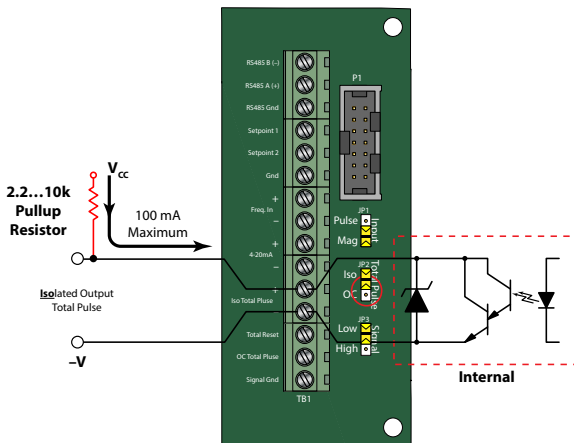 RS485 B (–)
RS485 A (+)
RS485 Gnd
Setpoint 1
Setpoint 2
Gnd
+
Freq. In
–
+
4-20mA
–
+
Iso Total Pluse
–
Total Reset
OC Total Pluse
Signal Gnd
TB1
P1
JP1
Pulse
Mag
Input
JP2
Iso
OC
Total Pulse
JP3
Low
High
Signal
Vcc
2.2...10k
Pullup
Resistor
100 mA
Maximum
Isolated Output
Total Pulse
–V
Internal